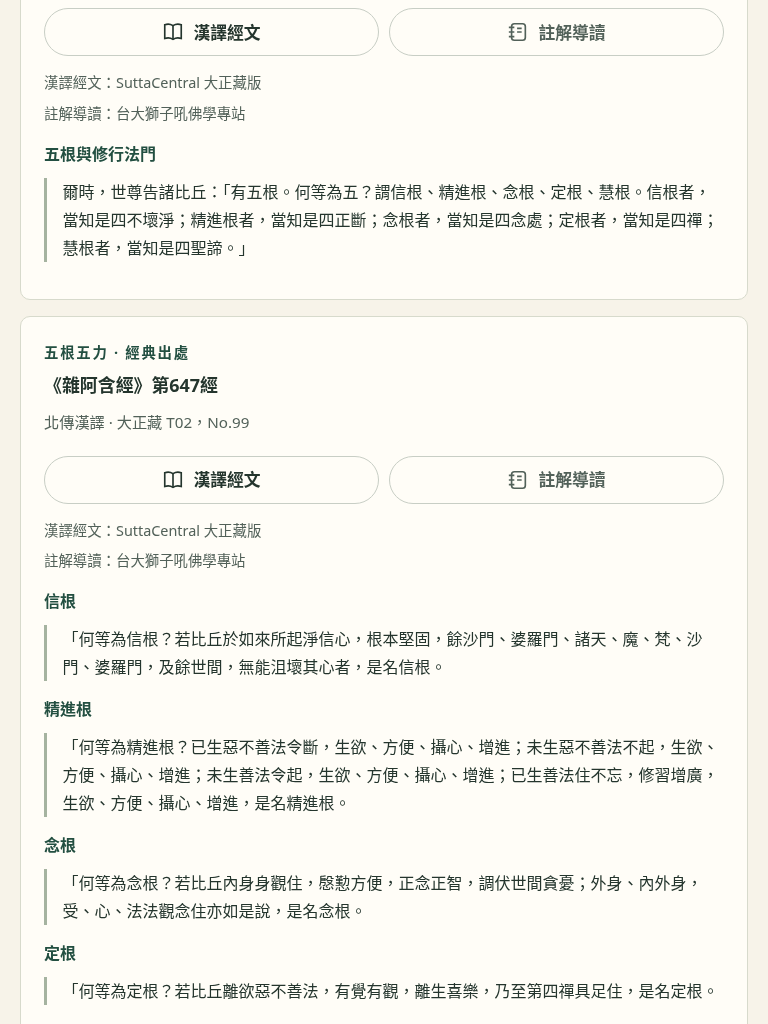 漢譯經文
註解導讀
漢譯經文：SuttaCentral 大正藏版
註解導讀：台大獅子吼佛學專站
五根與修行法門
爾時，世尊告諸比丘：「有五根。何等為五？謂信根、精進根、念根、定根、慧根。信根者，
當知是四不壞淨；精進根者，當知是四正斷；念根者，當知是四念處；定根者，當知是四禪；
慧根者，當知是四聖諦。」
五根五力 · 經典出處
《雜阿含經》第647經
北傳漢譯 · 大正藏 T02，No.99
漢譯經文
註解導讀
漢譯經文：SuttaCentral 大正藏版
註解導讀：台大獅子吼佛學專站
信根
「何等為信根？若比丘於如來所起淨信心，根本堅固，餘沙門、婆羅門、諸天、魔、梵、沙
門、婆羅門，及餘世間，無能沮壞其心者，是名信根。
精進根
「何等為精進根？已生惡不善法令斷，生欲、方便、攝心、增進；未生惡不善法不起，生欲、
方便、攝心、增進；未生善法令起，生欲、方便、攝心、增進；已生善法住不忘，修習增廣，
生欲、方便、攝心、增進，是名精進根。
念根
「何等為念根？若比丘內身身觀住，慇懃方便，正念正智，調伏世間貪憂；外身、內外身，
受、心、法法觀念住亦如是說，是名念根。
定根
「何等為定根？若比丘離欲惡不善法，有覺有觀，離生喜樂，乃至第四禪具足住，是名定根。